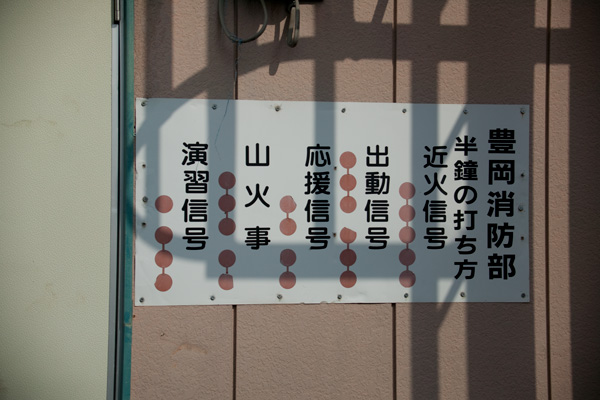 豊岡消防部
半鐘の打ち方
近火信号
出動信号
応援信号
山火事
演習信号